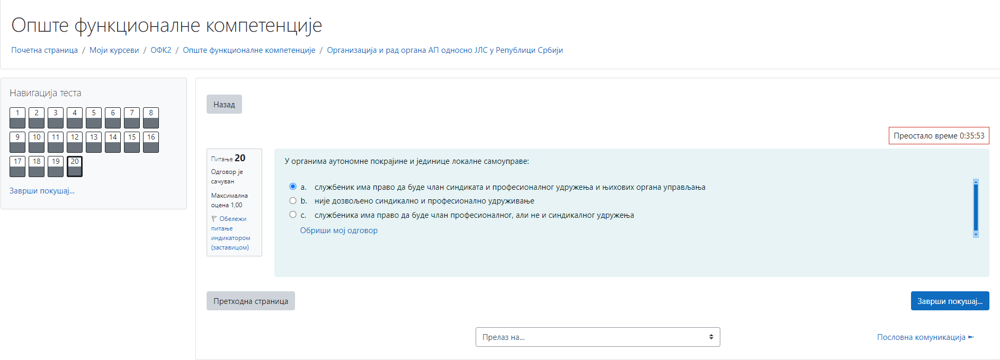 Опште функционалне компетенције
Почетна страница / Моји курсеви / ОФК2 / Опште функционалне компетенције / Организација и рад органа АП односно ЈЛС у Републици Србији
Навигација теста
1 2 3 4 5 6 7 8
9 10 11 12 13 14 15 16
17 18 19 20
Заврши покушај...
Назад
Преостало време 0:35:53
Питање 20
Одговор је
сачуван
Максимална
оцена 1,00
Обележи
питање
индикатором
(заставицом)
У органима аутономне покрајине и јединице локалне самоуправе:
a. службеник има право да буде члан синдиката и професионалног удружења и њихових органа управљања
b. није дозвољено синдикално и професионално удруживање
c. службеника има право да буде члан професионалног, али не и синдикалног удружења
Обриши мој одговор
Претходна страница
Заврши покушај...
Прелаз на...
Пословна комуникација ►